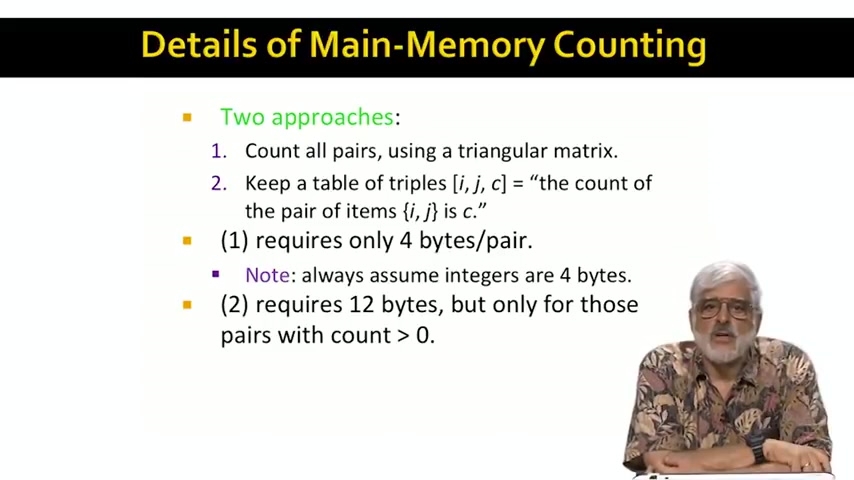 Details of Main-Memory Counting
Two approaches:
1. Count all pairs, using a triangular matrix.
2. Keep a table of triples [i, j, c] = “the count of
the pair of items {i, j} is c.”
(1) requires only 4 bytes/pair.
Note: always assume integers are 4 bytes.
(2) requires 12 bytes, but only for those
pairs with count > 0.